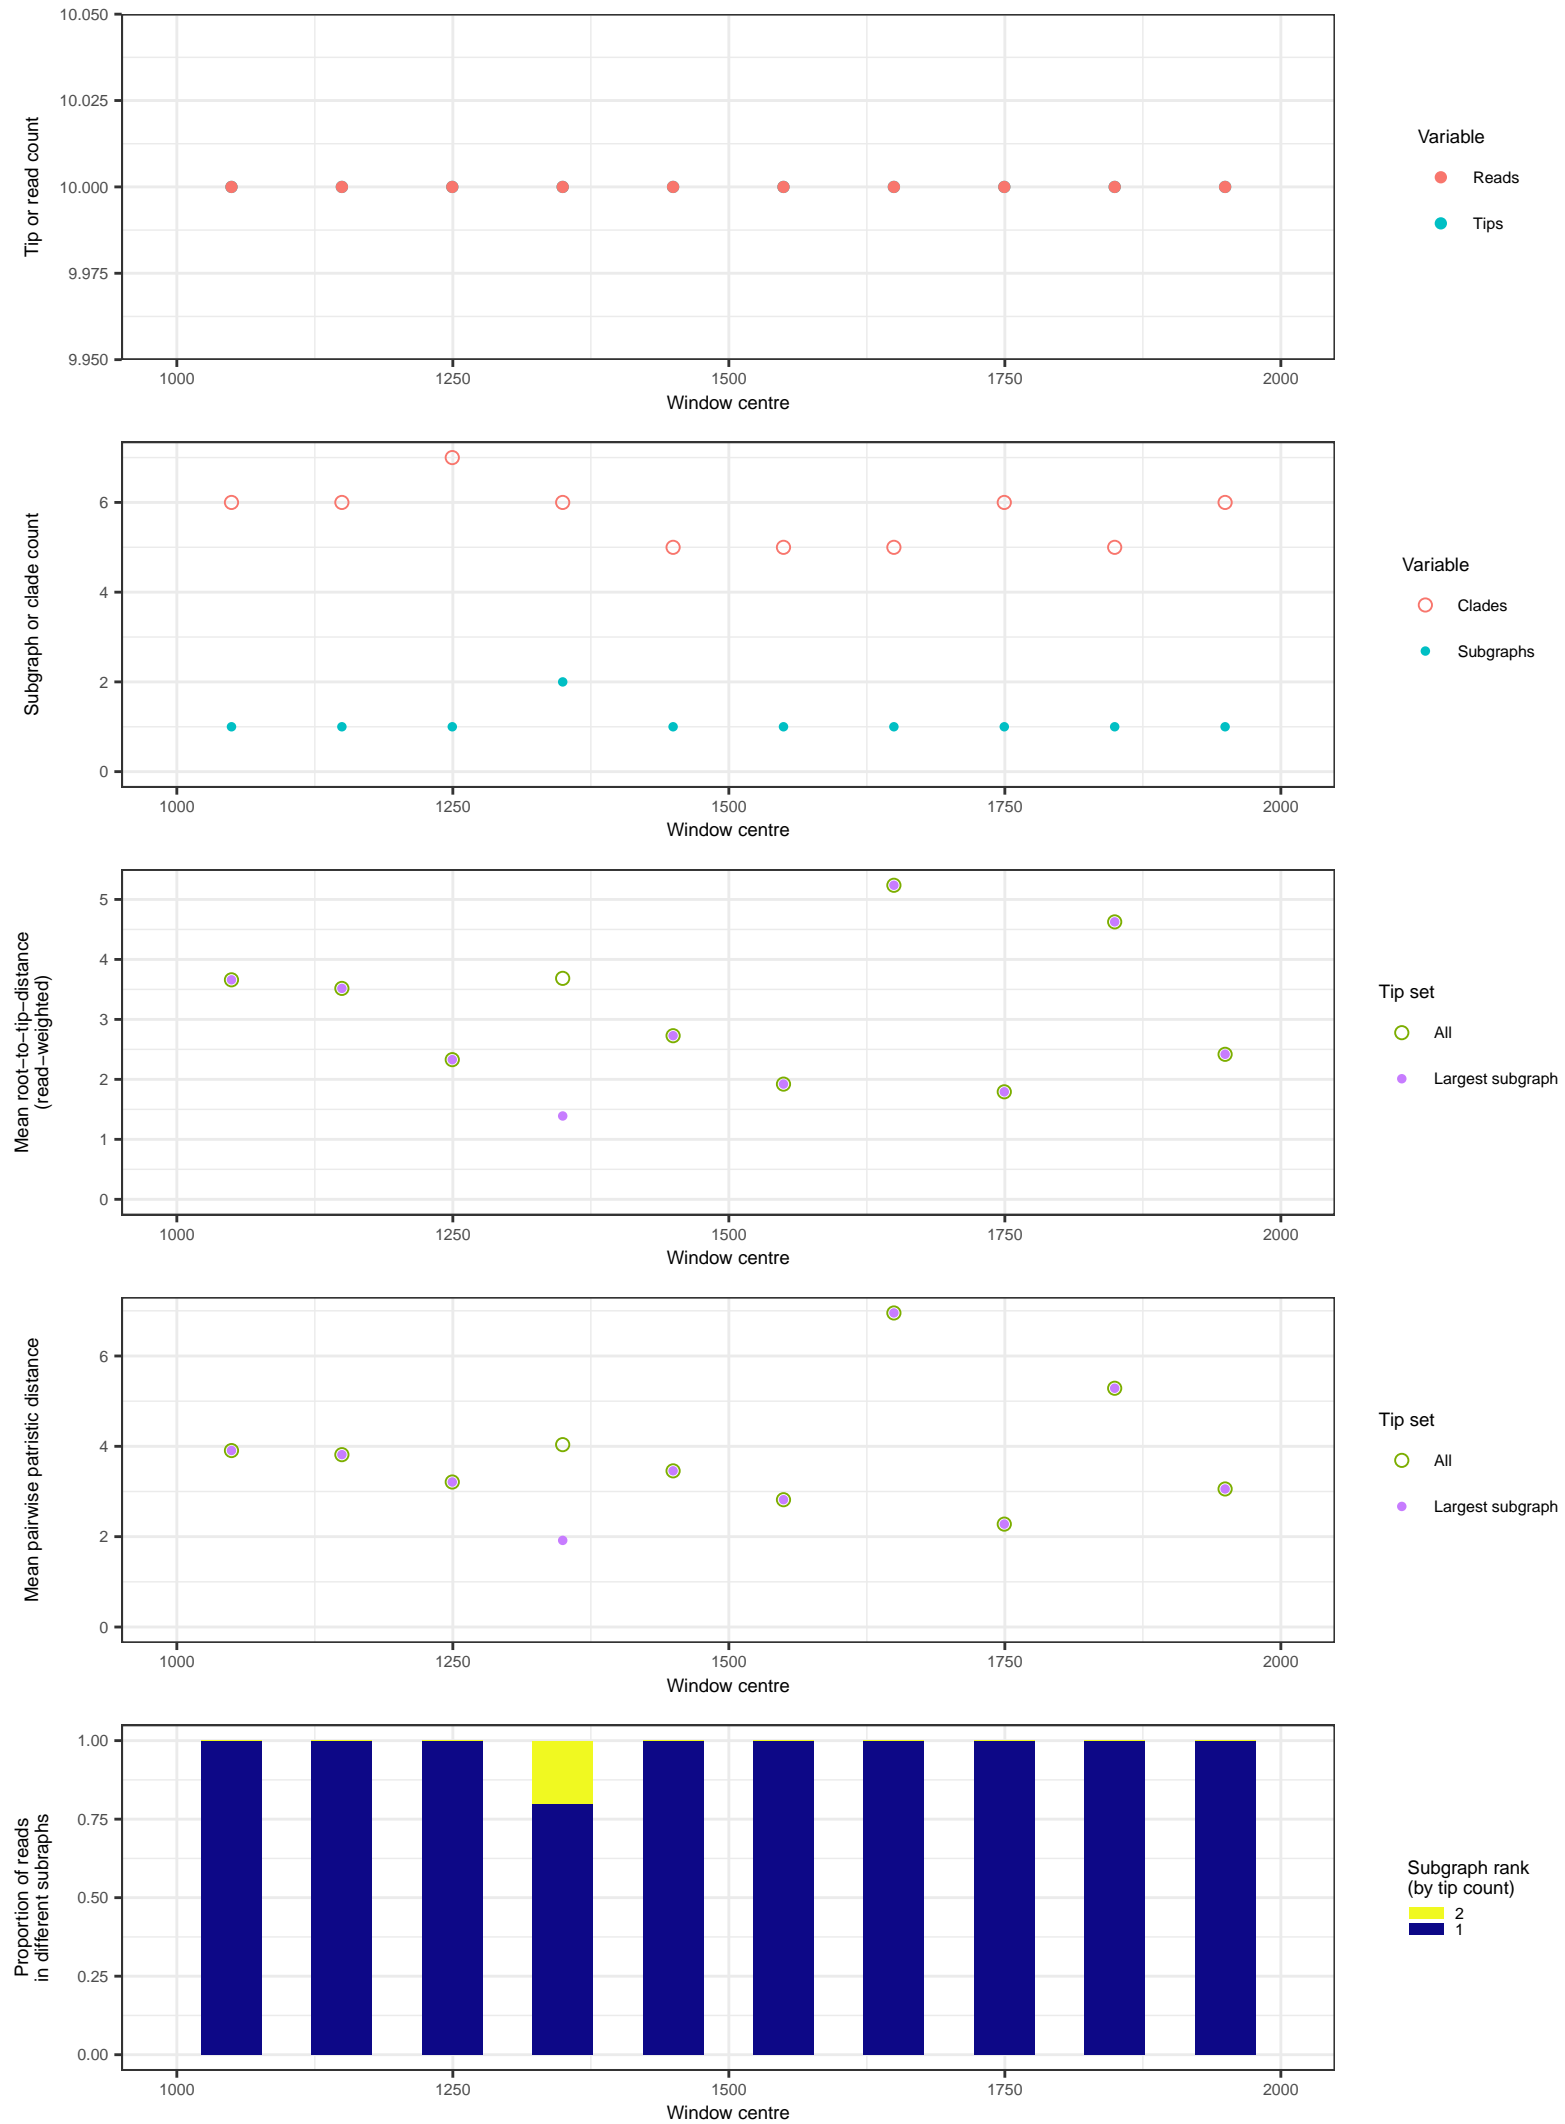 10.050
10.025
10.000
9.975
9.950
Tip or read count
1000 1250 1500 1750 2000
Window centre
Variable
Reads
Tips
6
4
2
0
Subgraph or clade count
1000 1250 1500 1750 2000
Window centre
Variable
Clades
Subgraphs
5
4
3
2
1
0
Mean root−to−tip−distance
(read−weighted)
1000 1250 1500 1750 2000
Window centre
Tip set
All
Largest subgraph
6
4
2
0
Mean pairwise patristic distance
1000 1250 1500 1750 2000
Window centre
Tip set
All
Largest subgraph
1.00
0.75
0.50
0.25
0.00
Proportion of reads
in different subraphs
1000 1250 1500 1750 2000
Window centre
Subgraph rank
(by tip count)
2
1